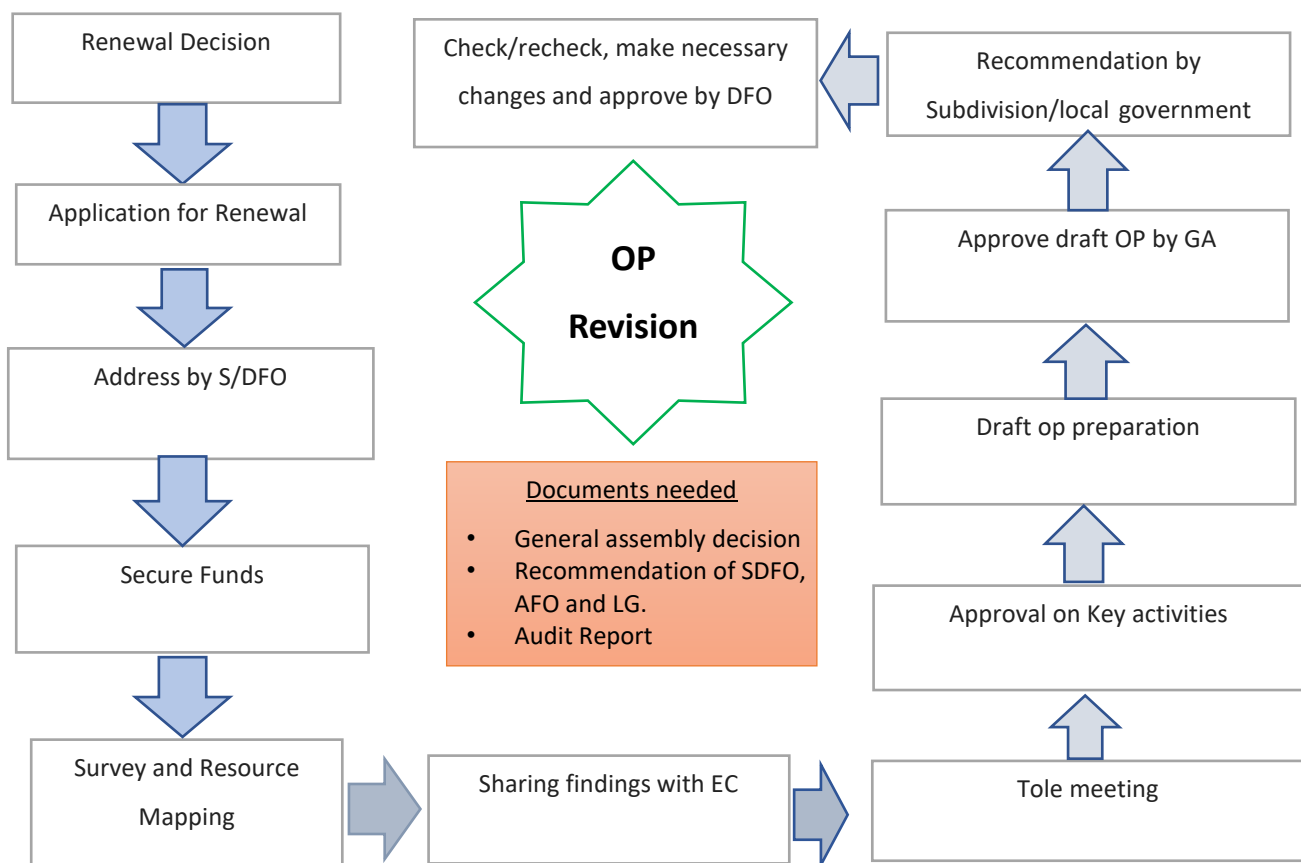 Renewal Decision
Application for Renewal
Address by S/DFO
Secure Funds
Survey and Resource
Mapping
Sharing findings with EC
Tole meeting
Approval on Key activities
Draft op preparation
Approve draft OP by GA
Recommendation by
Subdivision/local government
Check/recheck, make necessary
changes and approve by DFO
OP
Revision
Documents needed
• General assembly decision
• Recommendation of SDFO,
AFO and LG.
• Audit Report